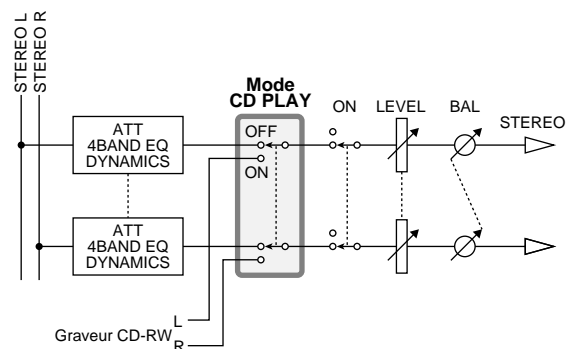 STEREO L
STEREO R
Mode
CD PLAY
ON
LEVEL
BAL
STEREO
ATT
4BAND EQ
DYNAMICS
OFF
ON
ATT
4BAND EQ
DYNAMICS
Graveur CD-RW
L
R